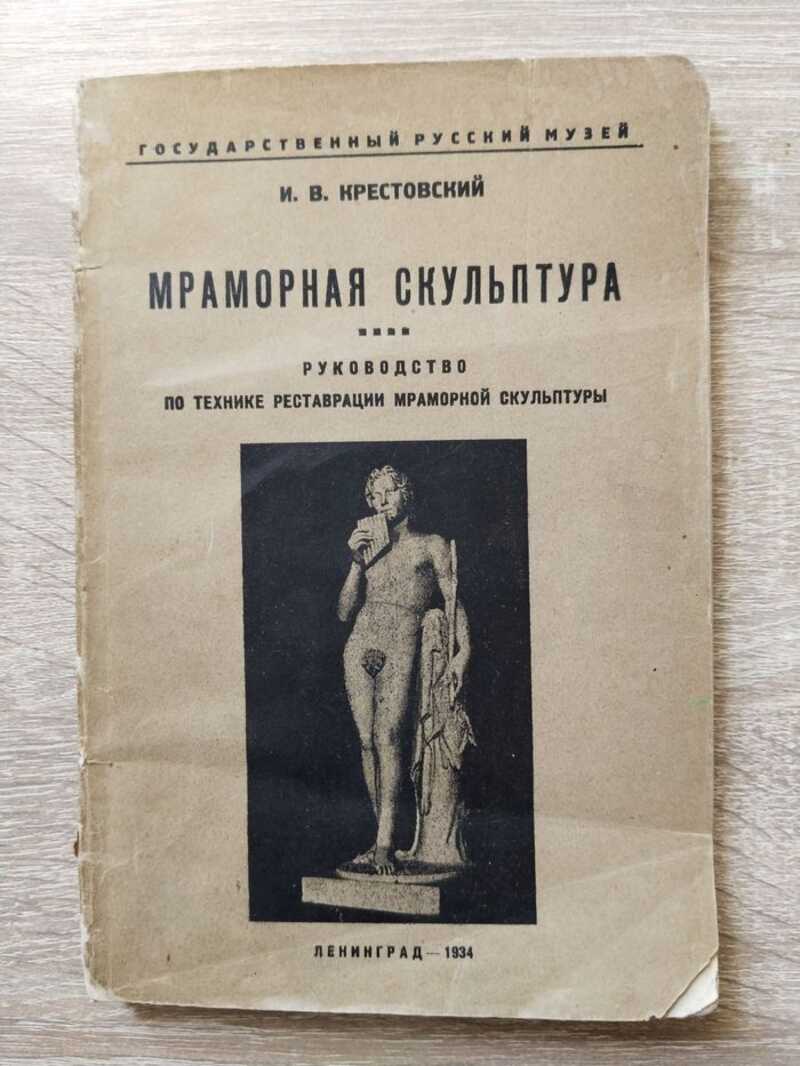 ГОСУДАРСТВЕННЫЙ РУССКИЙ МУЗЕЙ
И. В. КРЕСТОВСКИЙ
МРАМОРНАЯ СКУЛЬПТУРА
РУКОВОДСТВО
ПО ТЕХНИКЕ РЕСТАВРАЦИИ МРАМОРНОЙ СКУЛЬПТУРЫ
ЛЕНИНГРАД — 1934